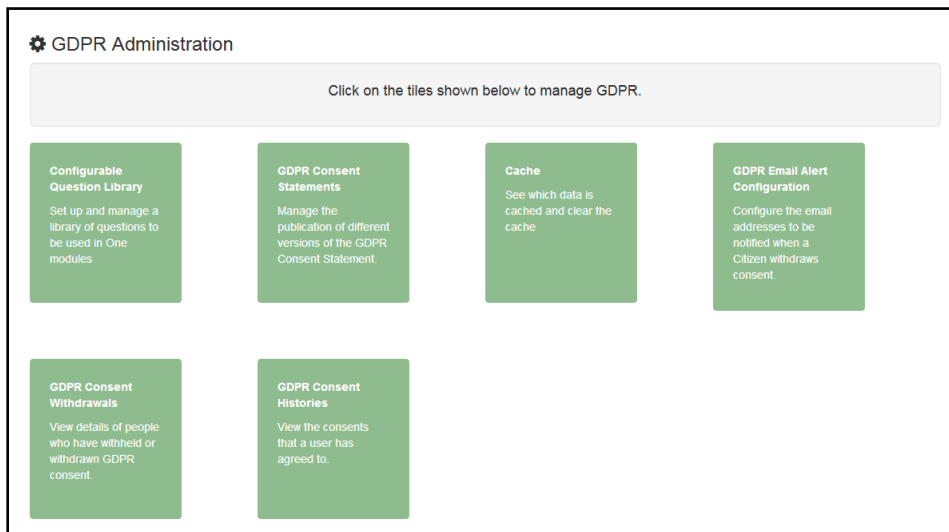 GDPR Administration
Click on the tiles shown below to manage GDPR.
Configurable
Question Library
Set up and manage a
library of questions to
be used in One
modules
GDPR Consent
Statements
Manage the
publication of different
versions of the GDPR
Consent Statement.
Cache
See which data is
cached and clear the
cache
GDPR Email Alert
Configuration
Configure the email
addresses to be
notified when a
Citizen withdraws
consent.
GDPR Consent
Withdrawals
View details of people
who have withheld or
withdrawn GDPR
consent.
GDPR Consent
Histories
View the consents
that a user has
agreed to.